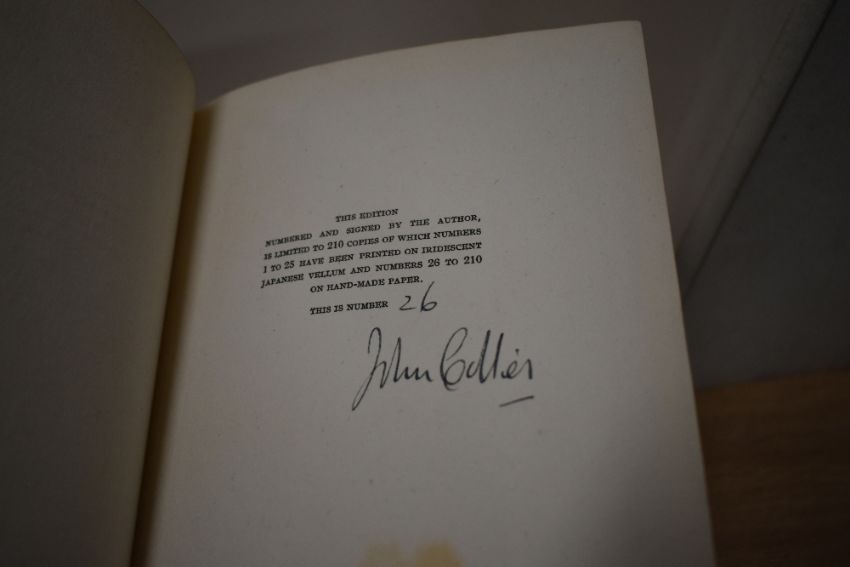 THIS EDITION
NUMBERED AND SIGNED BY THE AUTHOR,
IS LIMITED TO 210 COPIES OF WHICH NUMBERS
1 TO 25 HAVE BEEN PRINTED ON IRIDESCENT
JAPANESE VELLUM AND NUMBERS 26 TO 210
ON HAND-MADE PAPER.
THIS IS NUMBER 26
John Collier